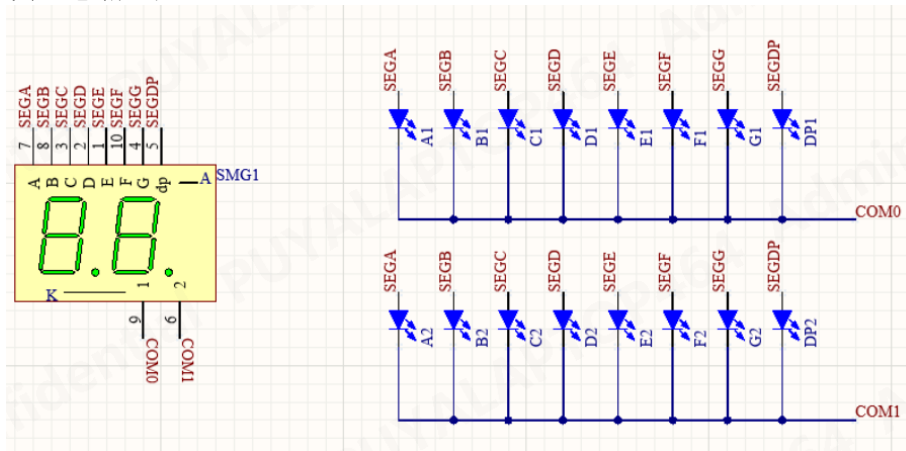 SEGA
SEGB
SEGC
SEGD
SEGE
SEGF
SEGG
SEGDP
7
8
3
2
1
10
4
5
A
B
C
D
E
F
G
dp
A
SMG1
K
1
2
9
6
COM0
COM1
SEGA
SEGB
SEGC
SEGD
SEGE
SEGF
SEGG
SEGDP
A1
B1
C1
D1
E1
F1
G1
DP1
COM0
SEGA
SEGB
SEGC
SEGD
SEGE
SEGF
SEGG
SEGDP
A2
B2
C2
D2
E2
F2
G2
DP2
COM1